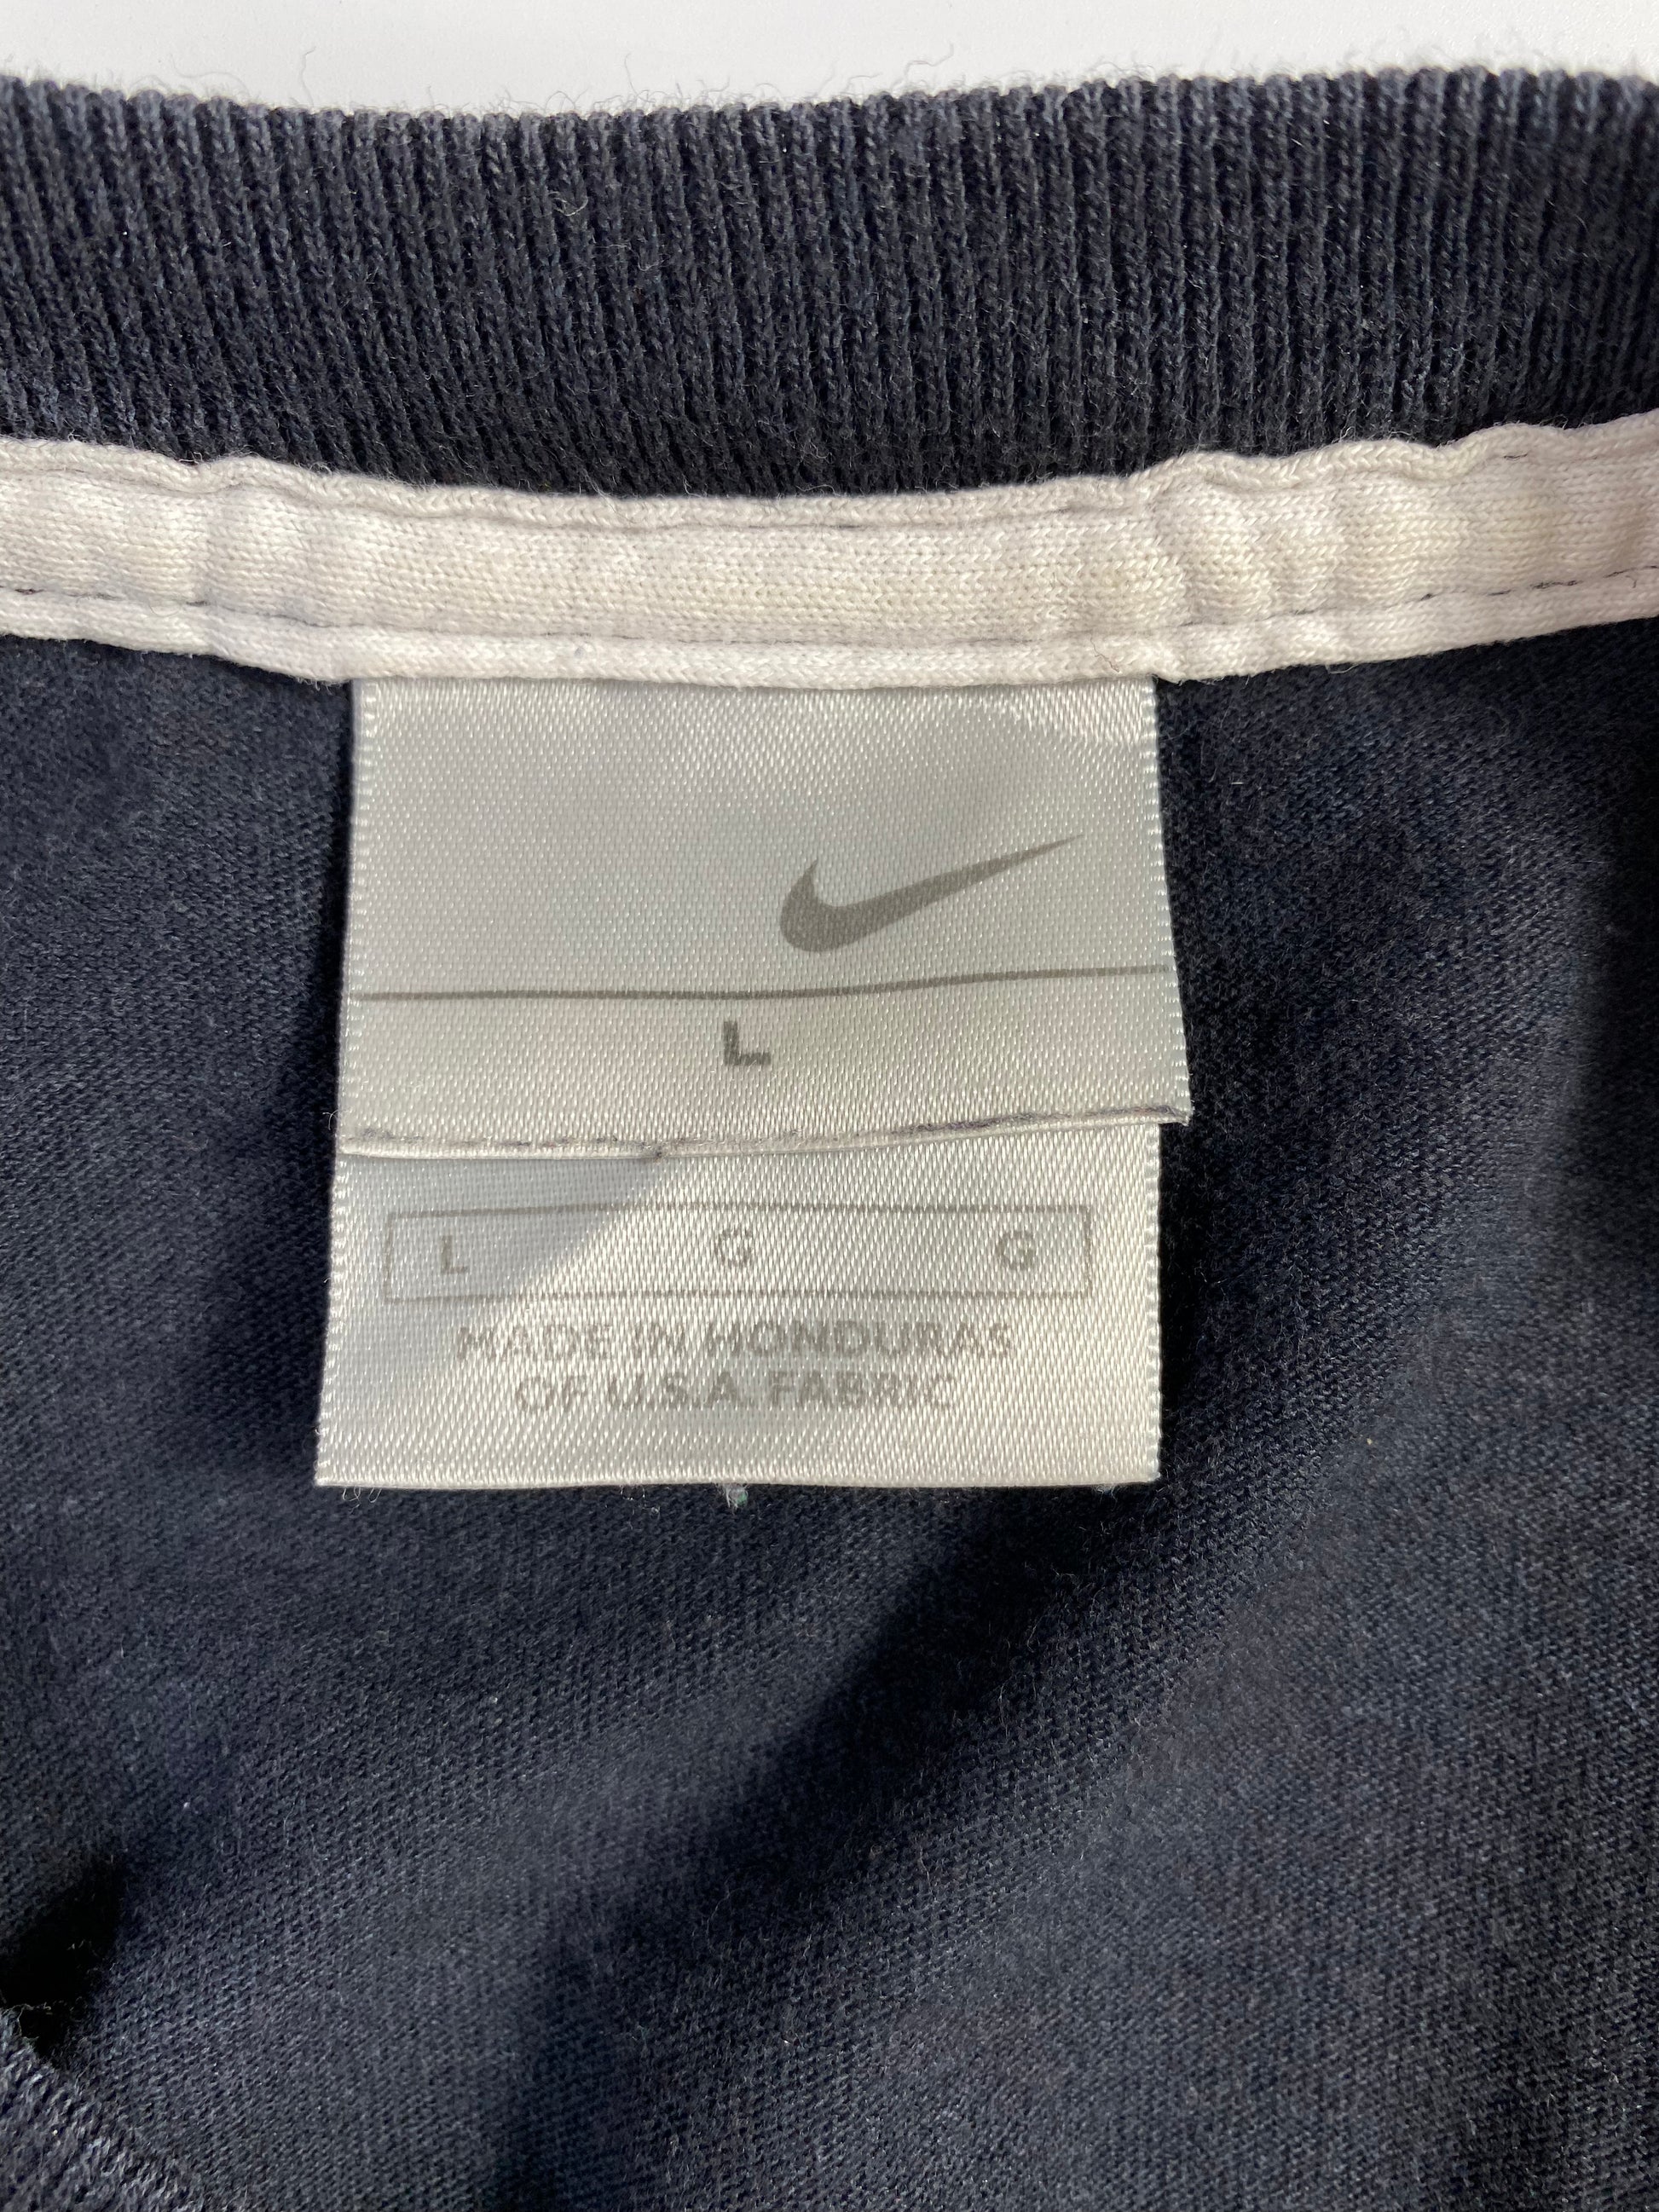 L
L G G
MADE IN HONDURAS
OF U.S.A. FABRIC